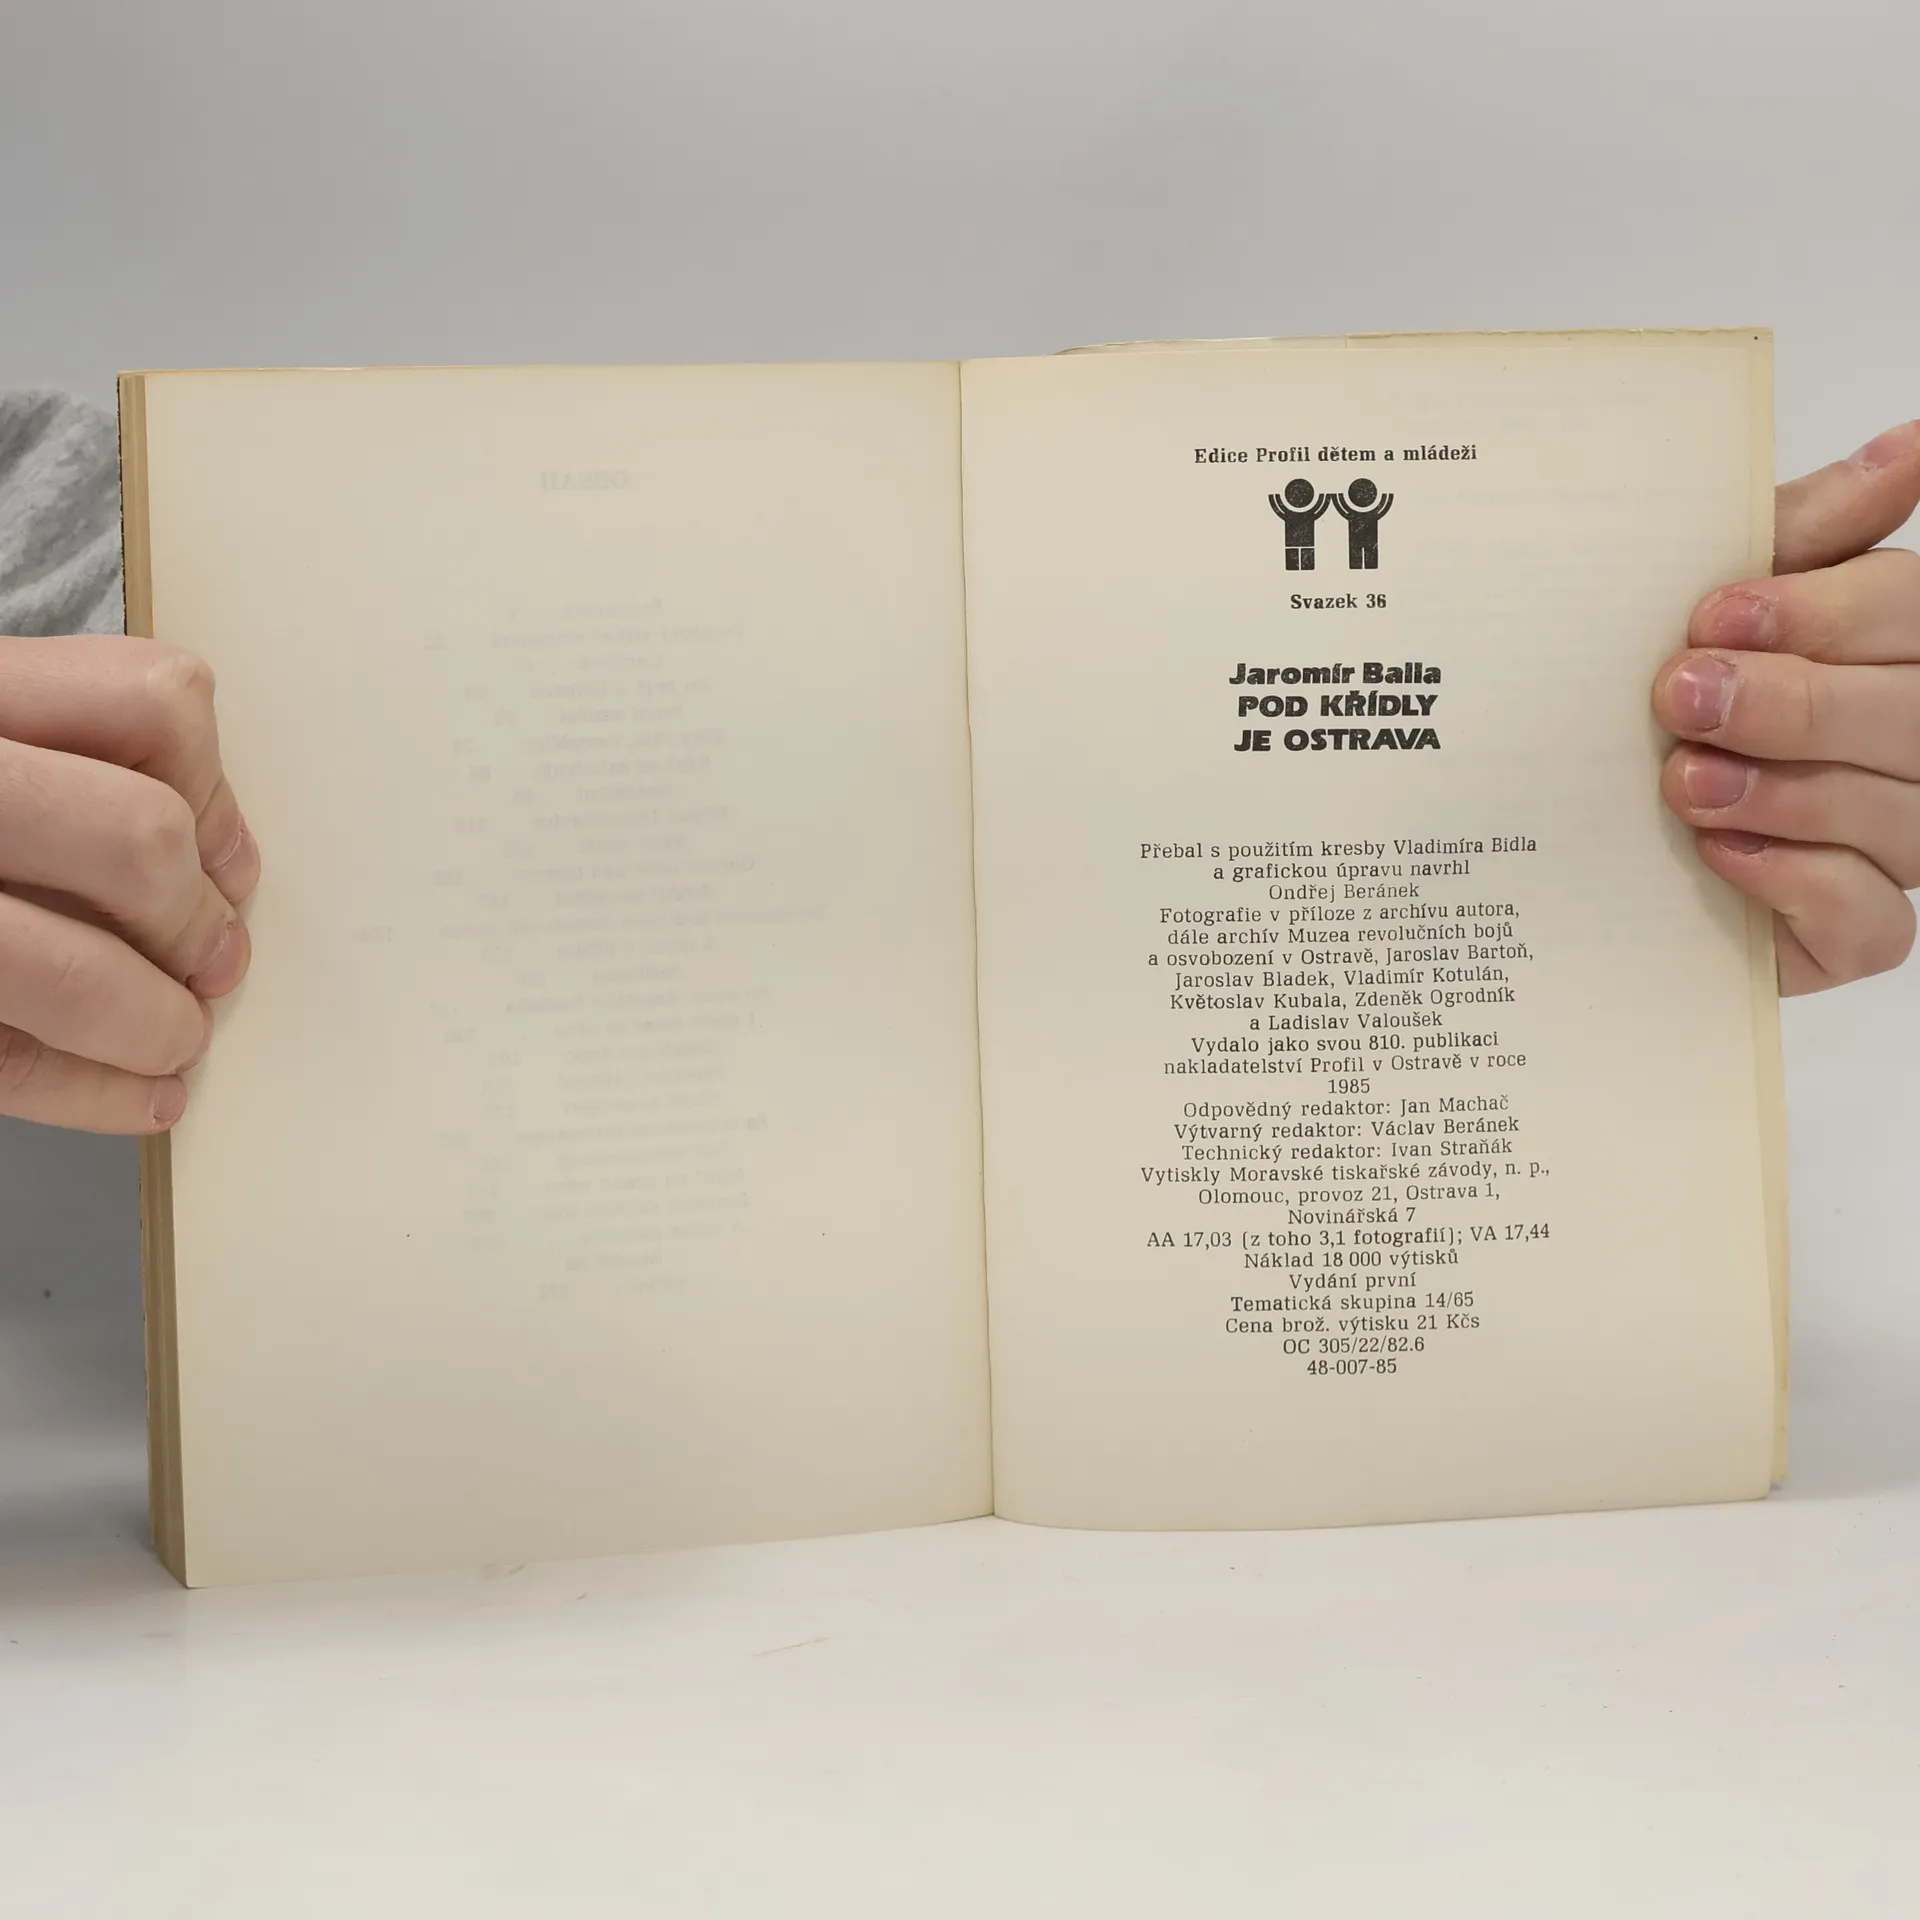 Edice Profil dětem a mládeži
Svazek 36
Jaromír Balla
POD KŘÍDLY
JE OSTRAVA
Přebal s použitím kresby Vladimíra Bidla
a grafickou úpravu navrhl
Ondřej Beránek
Fotografie v příloze z archívu autora,
dále archív Muzea revolučních bojů
a osvobození v Ostravě, Jaroslav Bartoň,
Jaroslav Bladek, Vladimír Kotulán,
Květoslav Kubala, Zdeněk Ogrodník
a Ladislav Valoušek
Vydalo jako svou 810. publikaci
nakladatelství Profil v Ostravě v roce
1985
Odpovědný redaktor: Jan Machač
Výtvarný redaktor: Václav Beránek
Technický redaktor: Ivan Straňák
Vytiskly Moravské tiskařské závody, n. p.,
Olomouc, provoz 21, Ostrava 1,
Novinářská 7
AA 17,03 (z toho 3,1 fotografií); VA 17,44
Náklad 18 000 výtisků
Vydání první
Tematická skupina 14/65
Cena brož. výtisku 21 Kčs
OC 305/22/82.6
48-007-85